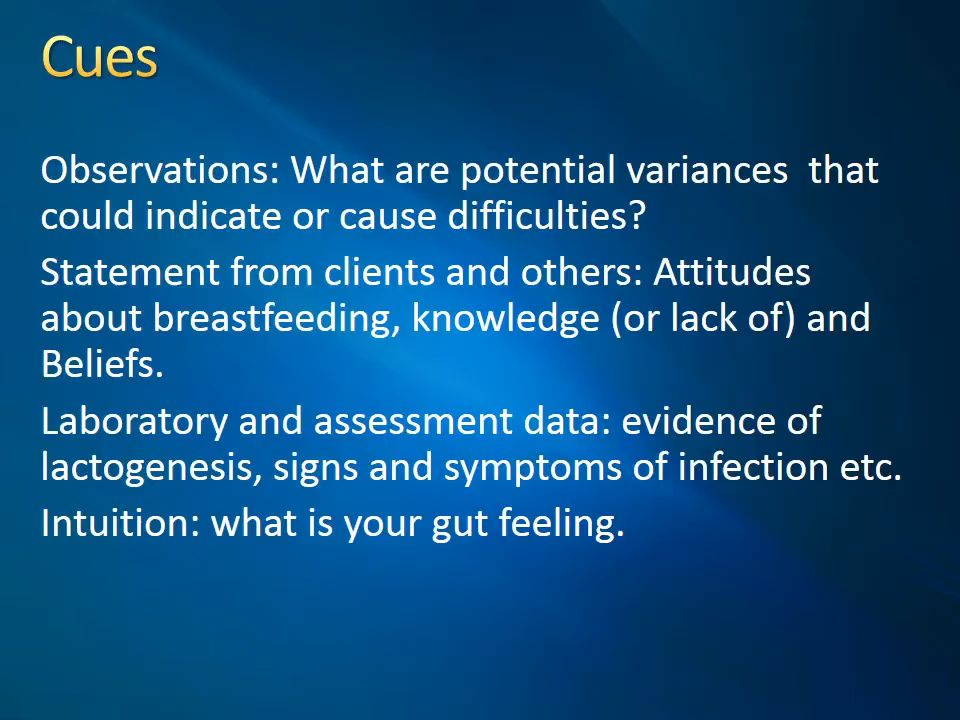 Cues
Observations: What are potential variances  that
could indicate or cause difficulties?
Statement from clients and others: Attitudes
about breastfeeding, knowledge (or lack of) and
Beliefs.
Laboratory and assessment data: evidence of
lactogenesis, signs and symptoms of infection etc.
Intuition: what is your gut feeling.